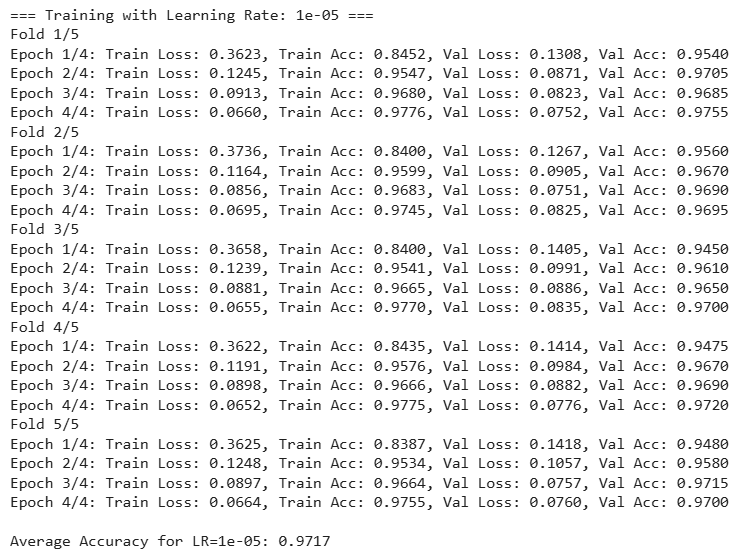 === Training with Learning Rate: 1e-05 ===
Fold 1/5
Epoch 1/4: Train Loss: 0.3623, Train Acc: 0.8452, Val Loss: 0.1308, Val Acc: 0.9540
Epoch 2/4: Train Loss: 0.1245, Train Acc: 0.9547, Val Loss: 0.0871, Val Acc: 0.9705
Epoch 3/4: Train Loss: 0.0913, Train Acc: 0.9680, Val Loss: 0.0823, Val Acc: 0.9685
Epoch 4/4: Train Loss: 0.0660, Train Acc: 0.9776, Val Loss: 0.0752, Val Acc: 0.9755
Fold 2/5
Epoch 1/4: Train Loss: 0.3736, Train Acc: 0.8400, Val Loss: 0.1267, Val Acc: 0.9560
Epoch 2/4: Train Loss: 0.1164, Train Acc: 0.9599, Val Loss: 0.0905, Val Acc: 0.9670
Epoch 3/4: Train Loss: 0.0856, Train Acc: 0.9683, Val Loss: 0.0751, Val Acc: 0.9690
Epoch 4/4: Train Loss: 0.0695, Train Acc: 0.9745, Val Loss: 0.0825, Val Acc: 0.9695
Fold 3/5
Epoch 1/4: Train Loss: 0.3658, Train Acc: 0.8400, Val Loss: 0.1405, Val Acc: 0.9450
Epoch 2/4: Train Loss: 0.1239, Train Acc: 0.9541, Val Loss: 0.0991, Val Acc: 0.9610
Epoch 3/4: Train Loss: 0.0881, Train Acc: 0.9665, Val Loss: 0.0886, Val Acc: 0.9650
Epoch 4/4: Train Loss: 0.0655, Train Acc: 0.9770, Val Loss: 0.0835, Val Acc: 0.9700
Fold 4/5
Epoch 1/4: Train Loss: 0.3622, Train Acc: 0.8435, Val Loss: 0.1414, Val Acc: 0.9475
Epoch 2/4: Train Loss: 0.1191, Train Acc: 0.9576, Val Loss: 0.0984, Val Acc: 0.9670
Epoch 3/4: Train Loss: 0.0898, Train Acc: 0.9666, Val Loss: 0.0882, Val Acc: 0.9690
Epoch 4/4: Train Loss: 0.0652, Train Acc: 0.9775, Val Loss: 0.0776, Val Acc: 0.9720
Fold 5/5
Epoch 1/4: Train Loss: 0.3625, Train Acc: 0.8387, Val Loss: 0.1418, Val Acc: 0.9480
Epoch 2/4: Train Loss: 0.1248, Train Acc: 0.9534, Val Loss: 0.1057, Val Acc: 0.9580
Epoch 3/4: Train Loss: 0.0897, Train Acc: 0.9664, Val Loss: 0.0757, Val Acc: 0.9715
Epoch 4/4: Train Loss: 0.0664, Train Acc: 0.9755, Val Loss: 0.0760, Val Acc: 0.9700
Average Accuracy for LR=1e-05: 0.9717